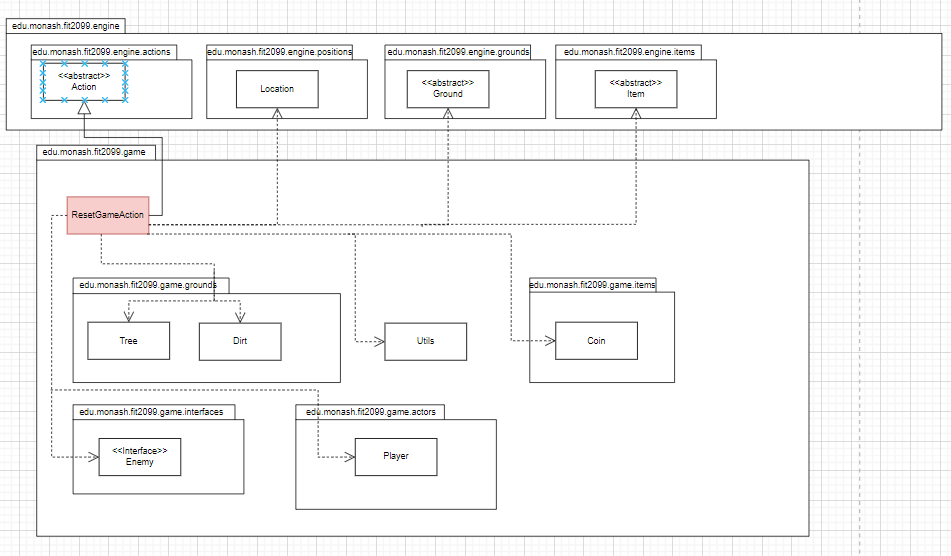 edu.monash.fit2099.engine
edu.monash.fit2099.engine.actions
<<abstract>>
Action
edu.monash.fit2099.engine.positions
Location
edu.monash.fit2099.engine.grounds
<<abstract>>
Ground
edu.monash.fit2099.engine.items
<<abstract>>
Item
edu.monash.fit2099.game
ResetGameAction
edu.monash.fit2099.game.grounds
Tree
Dirt
Utils
edu.monash.fit2099.game.items
Coin
edu.monash.fit2099.game.interfaces
<<Interface>>
Enemy
edu.monash.fit2099.game.actors
Player